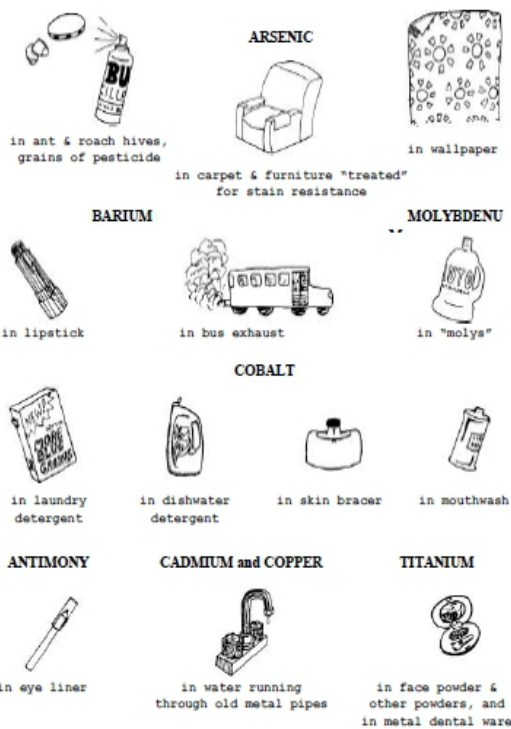 BU
ARSENIC
in ant & roach hives,
grains of pesticide
in carpet & furniture "treated"
for stain resistance
in wallpaper
BARIUM
MOLYBDENU
in lipstick
in bus exhaust
in "molys"
COBALT
MORE
BLUE
in laundry
detergent
in dishwater
detergent
in skin bracer
in mouthwash
ANTIMONY
CADMIUM and COPPER
TITANIUM
in eye liner
in water running
through old metal pipes
in face powder &
other powders, and
in metal dental ware